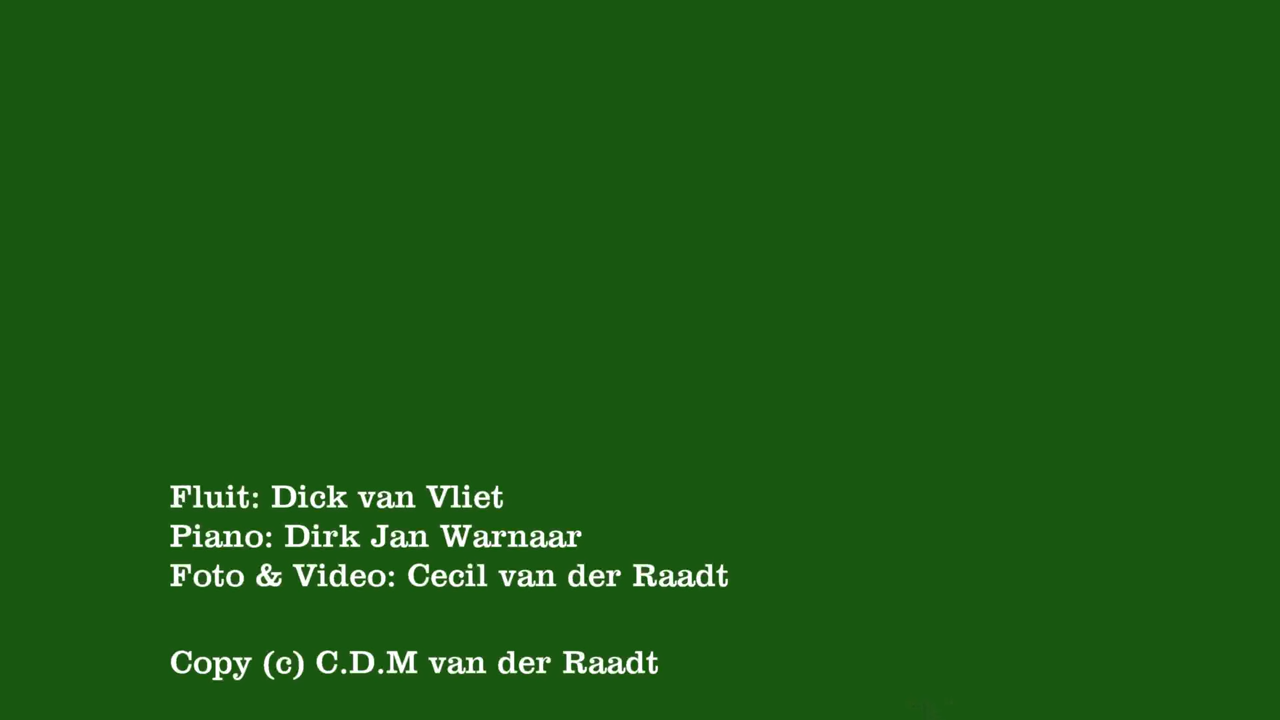 Fluit: Dick van Vliet
Piano: Dirk Jan Warnaar
Foto & Video: Cecil van der Raadt
Copy (c) C.D.M van der Raadt